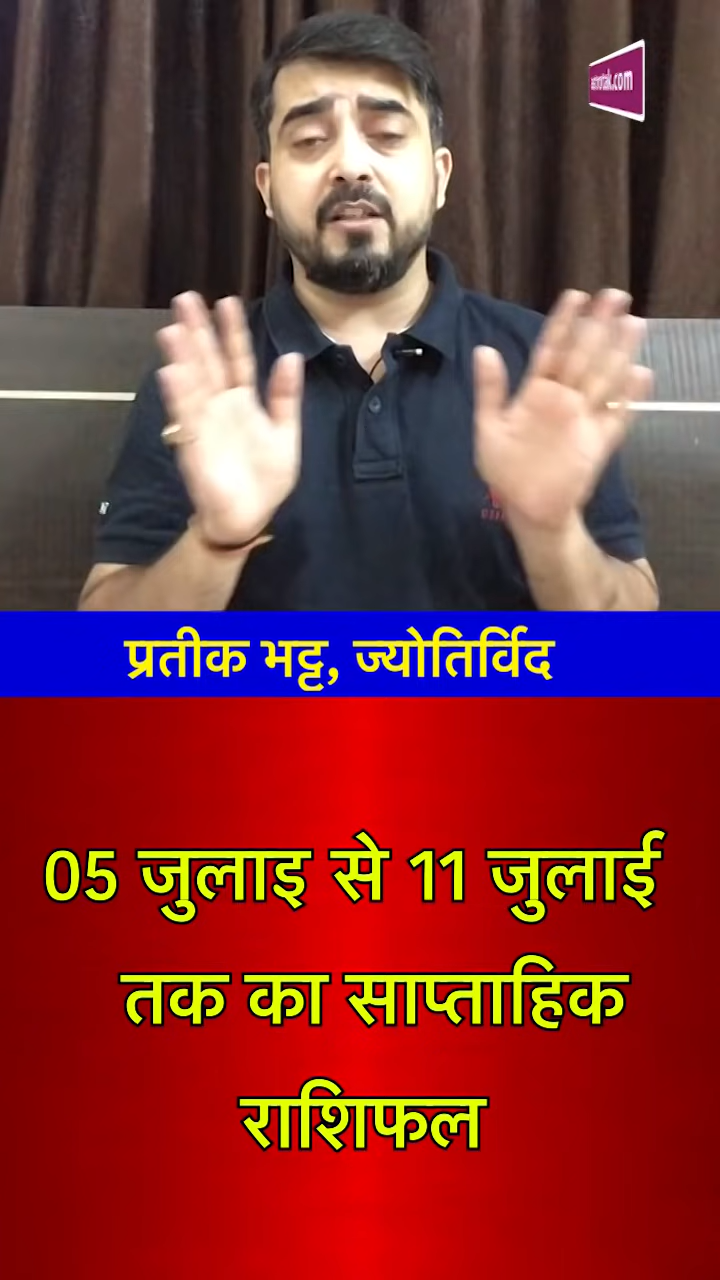 प्रतीक भट्ट, ज्योतिर्विद
05 जुलाइ से 11 जुलाई
तक का साप्ताहिक
राशिफल